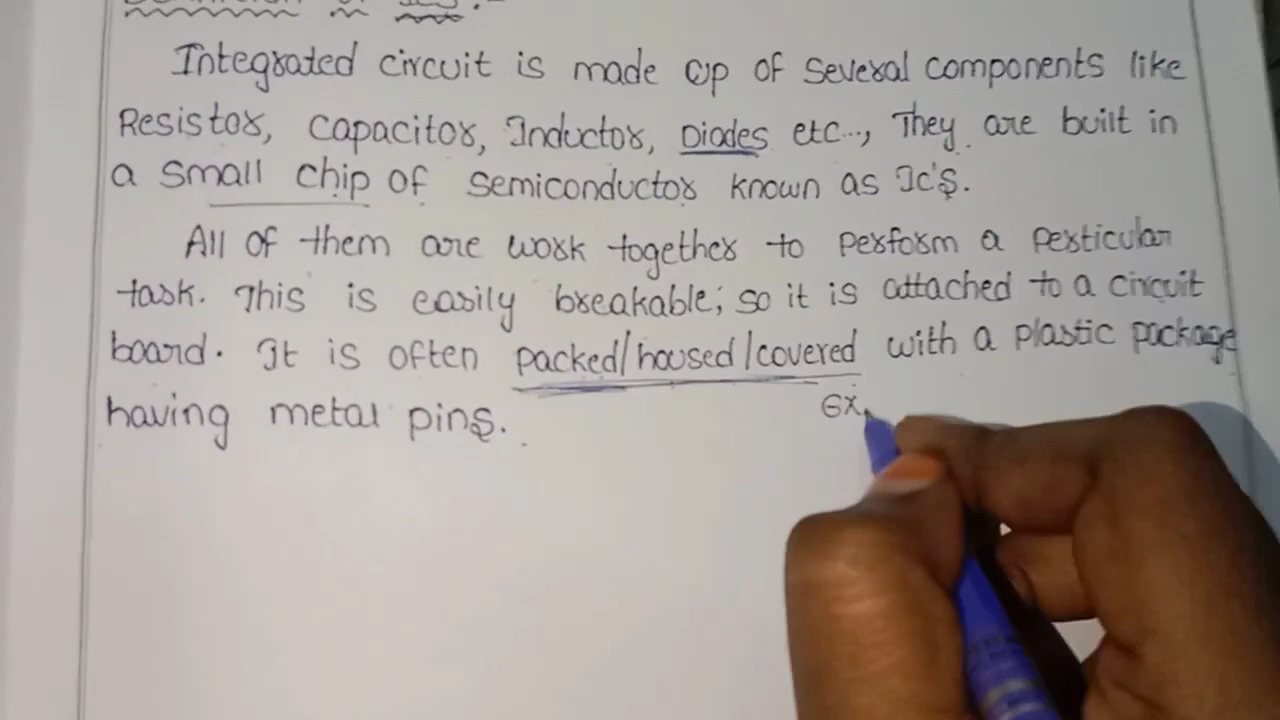 Integrated circuit is made up of several components like
Resistor, capacitor, Inductor, Diodes etc..., They are built in
a small chip of semiconductor known as Ic's.
All of them are work together to perform a perticular
task. This is easily breakable, so it is attached to a circuit
board. It is often packed/housed/covered with a plastic package
having metal pins.
Ex